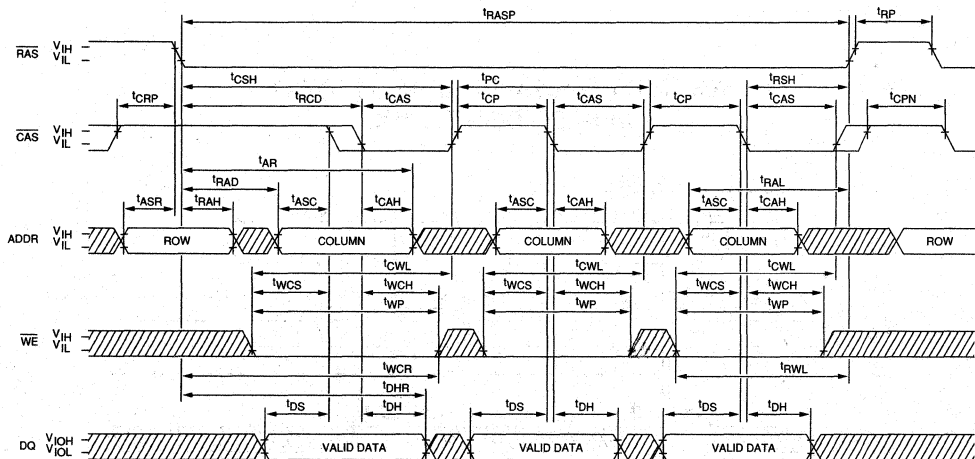 tRASP tRP
RAS VIH
VIL
tCSH tPC tRSH
tCRP tRCD tCAS tCP tCAS tCP tCAS tCPN
CAS VIH
VIL
tAR
tRAD tRAL
tASR tRAH tASC tCAH tASC tCAH tASC tCAH
ADDR VIH
VIL
ROW COLUMN COLUMN COLUMN ROW
tCWL tCWL tCWL
tWCS tWCH tWCS tWCH tWCS tWCH
tWP tWP tWP
WE VIH
VIL
tWCR tRWL
tDHR
tDS tDH tDS tDH tDS tDH
DQ VIOH
VIOL
VALID DATA VALID DATA VALID DATA